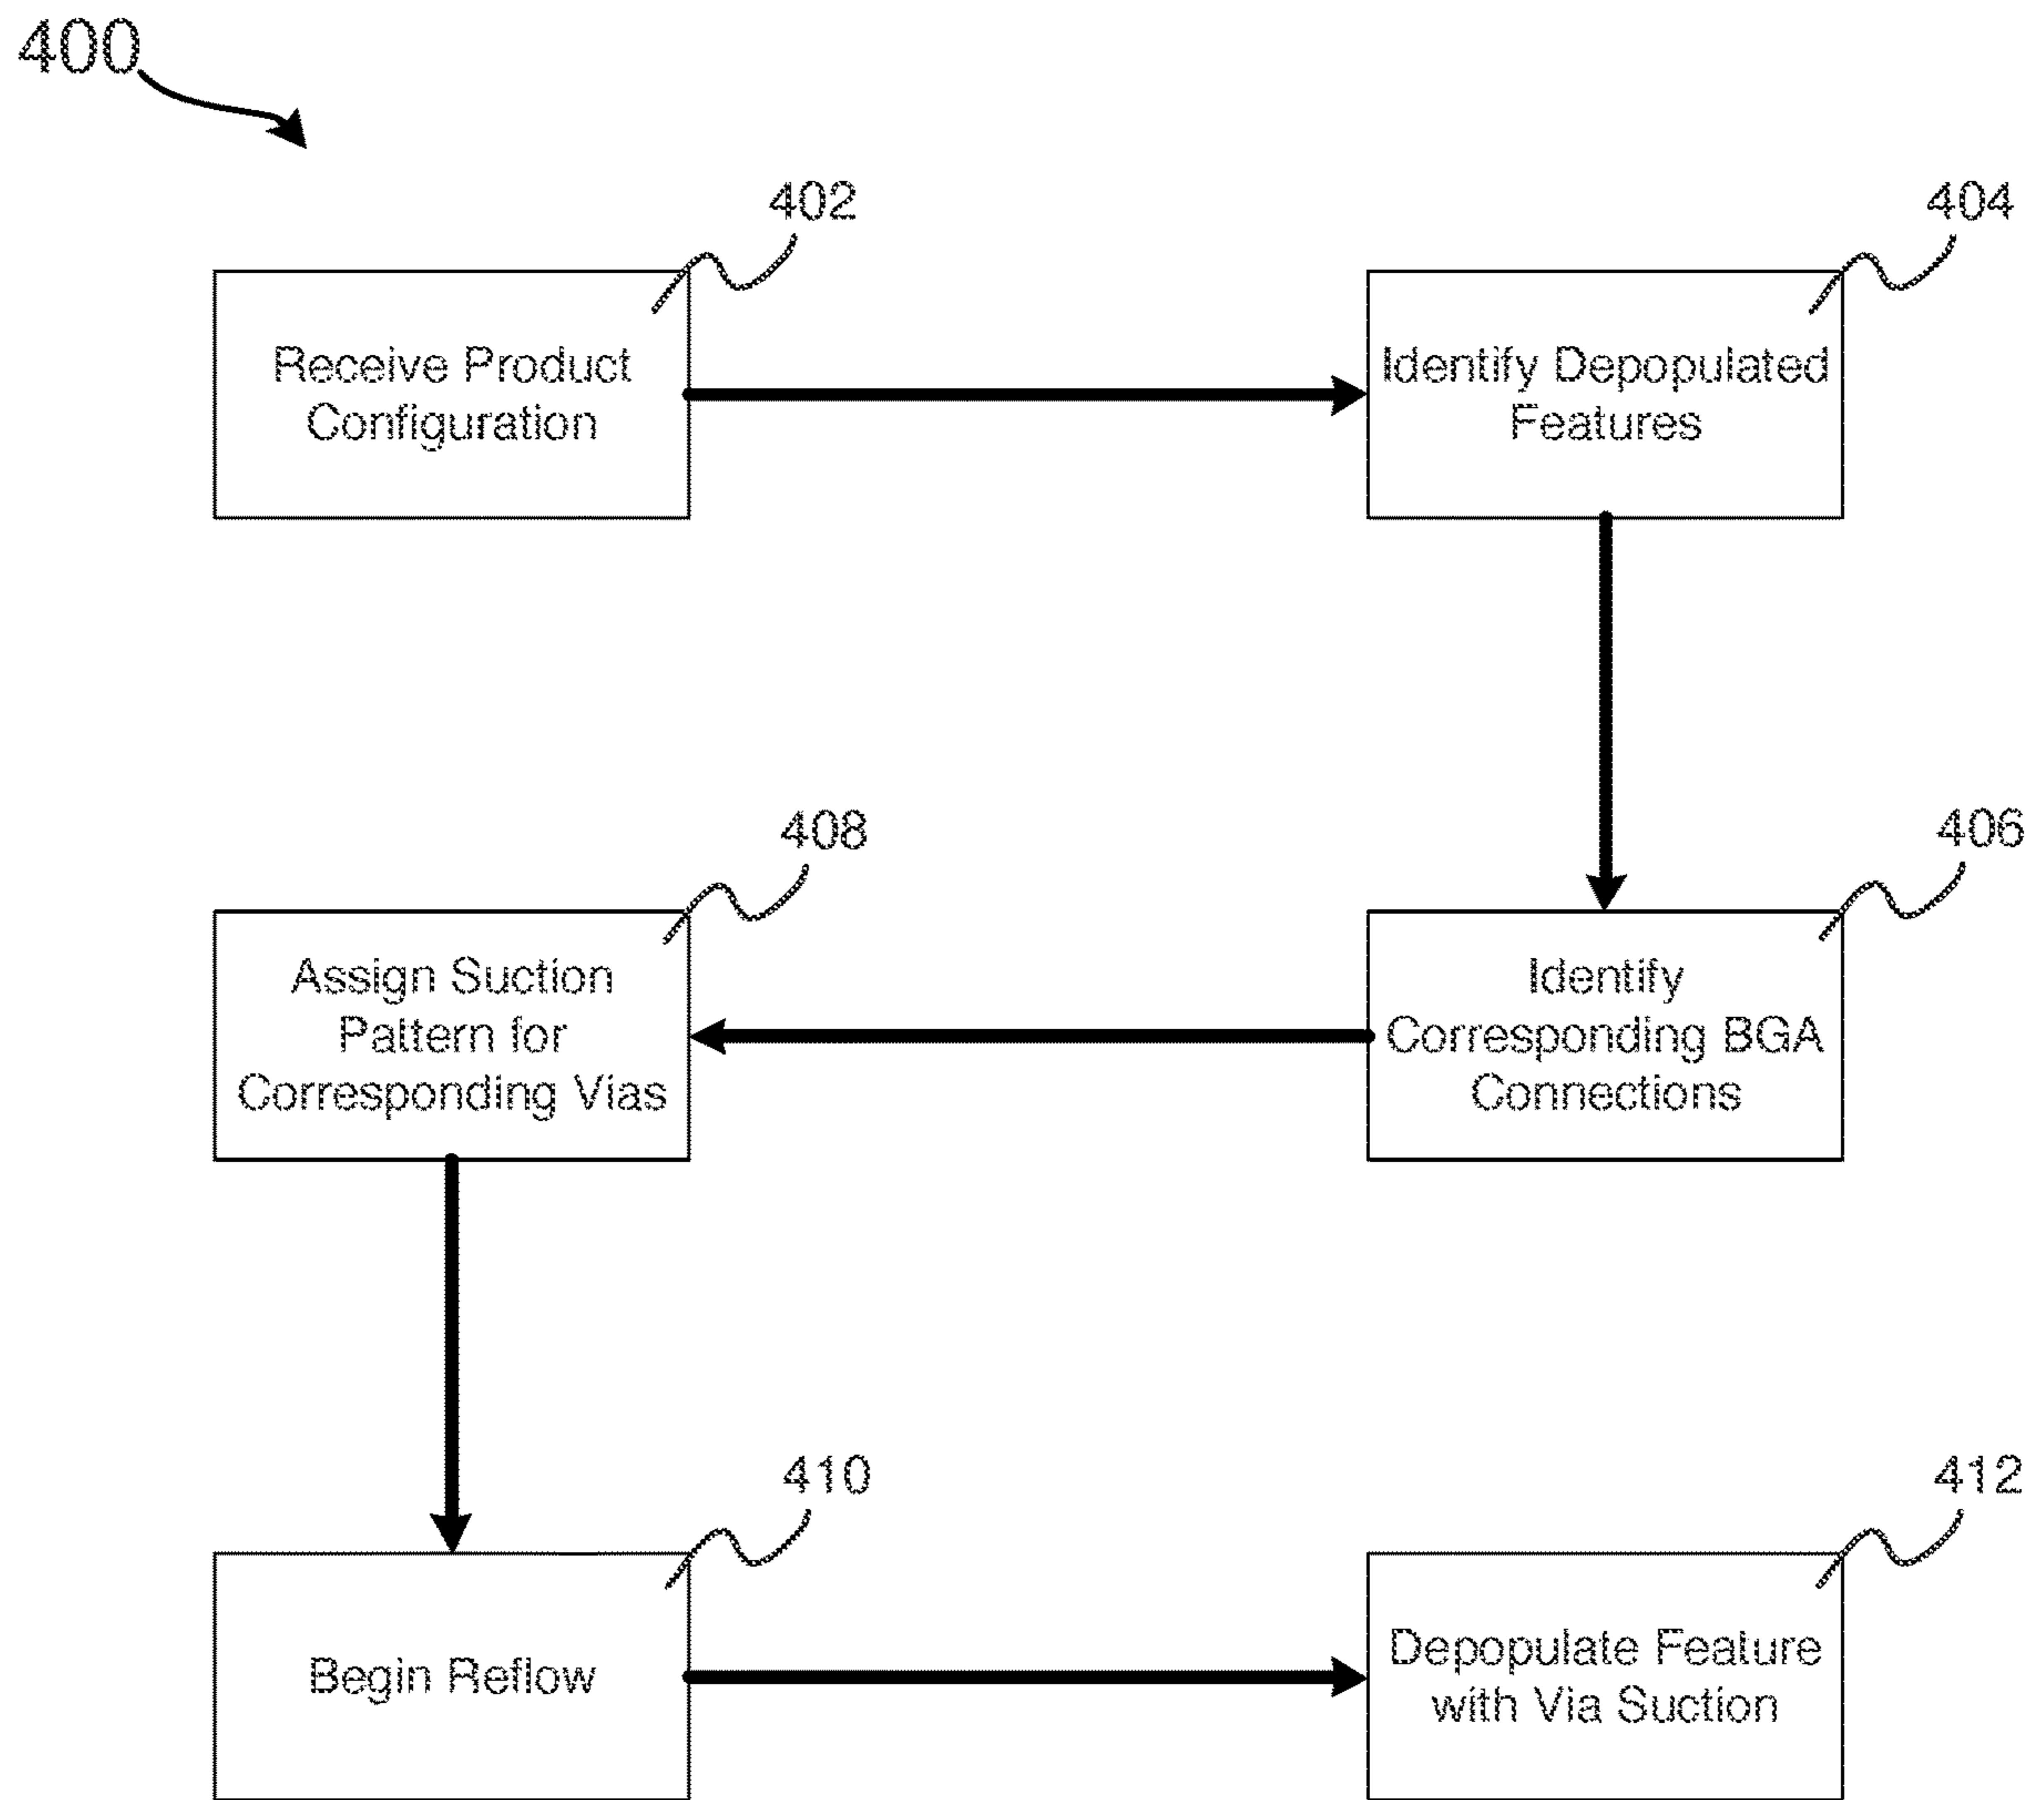 400
402
Receive Product
Configuration
404
Identify Depopulated
Features
406
Identify
Corresponding BGA
Connections
408
Assign Suction
Pattern for
Corresponding Vias
410
Begin Reflow
412
Depopulate Feature
with Via Suction